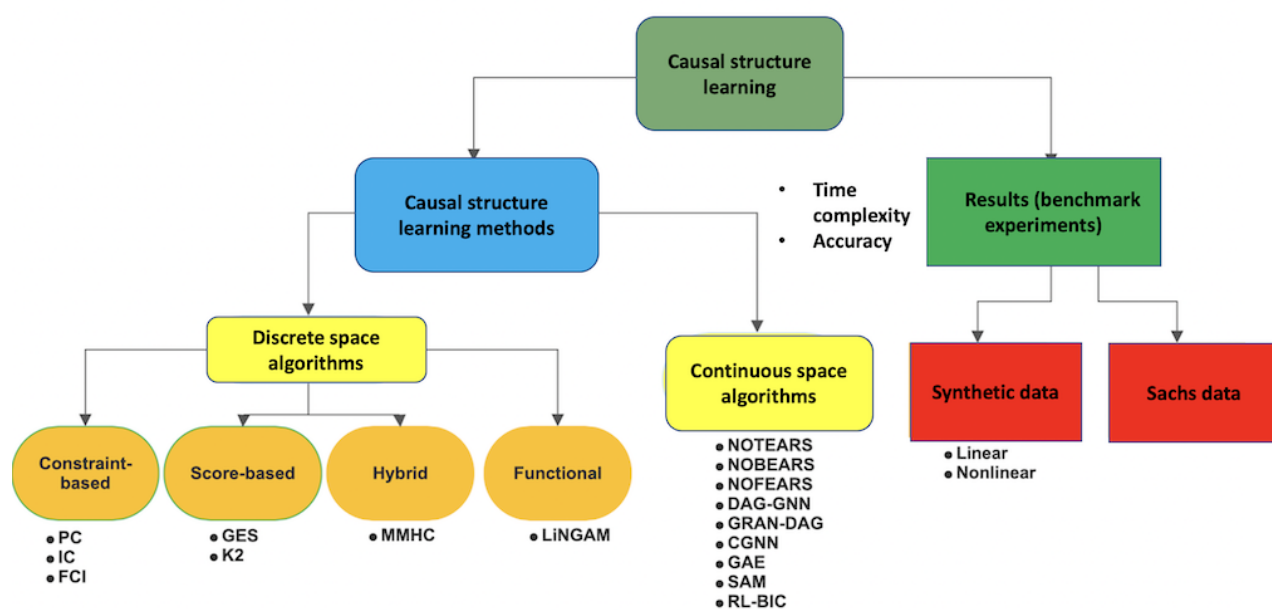 Causal structure
learning
Causal structure
learning methods
• Time
complexity
• Accuracy
Results (benchmark
experiments)
Discrete space
algorithms
Continuous space
algorithms
Synthetic data
Sachs data
Constraint-
based
Score-based
Hybrid
Functional
• PC
• IC
• FCI
• GES
• K2
• MMHC
• LiNGAM
• NOTEARS
• NOBEARS
• NOFEARS
• DAG-GNN
• GRAN-DAG
• CGNN
• GAE
• SAM
• RL-BIC
• Linear
• Nonlinear